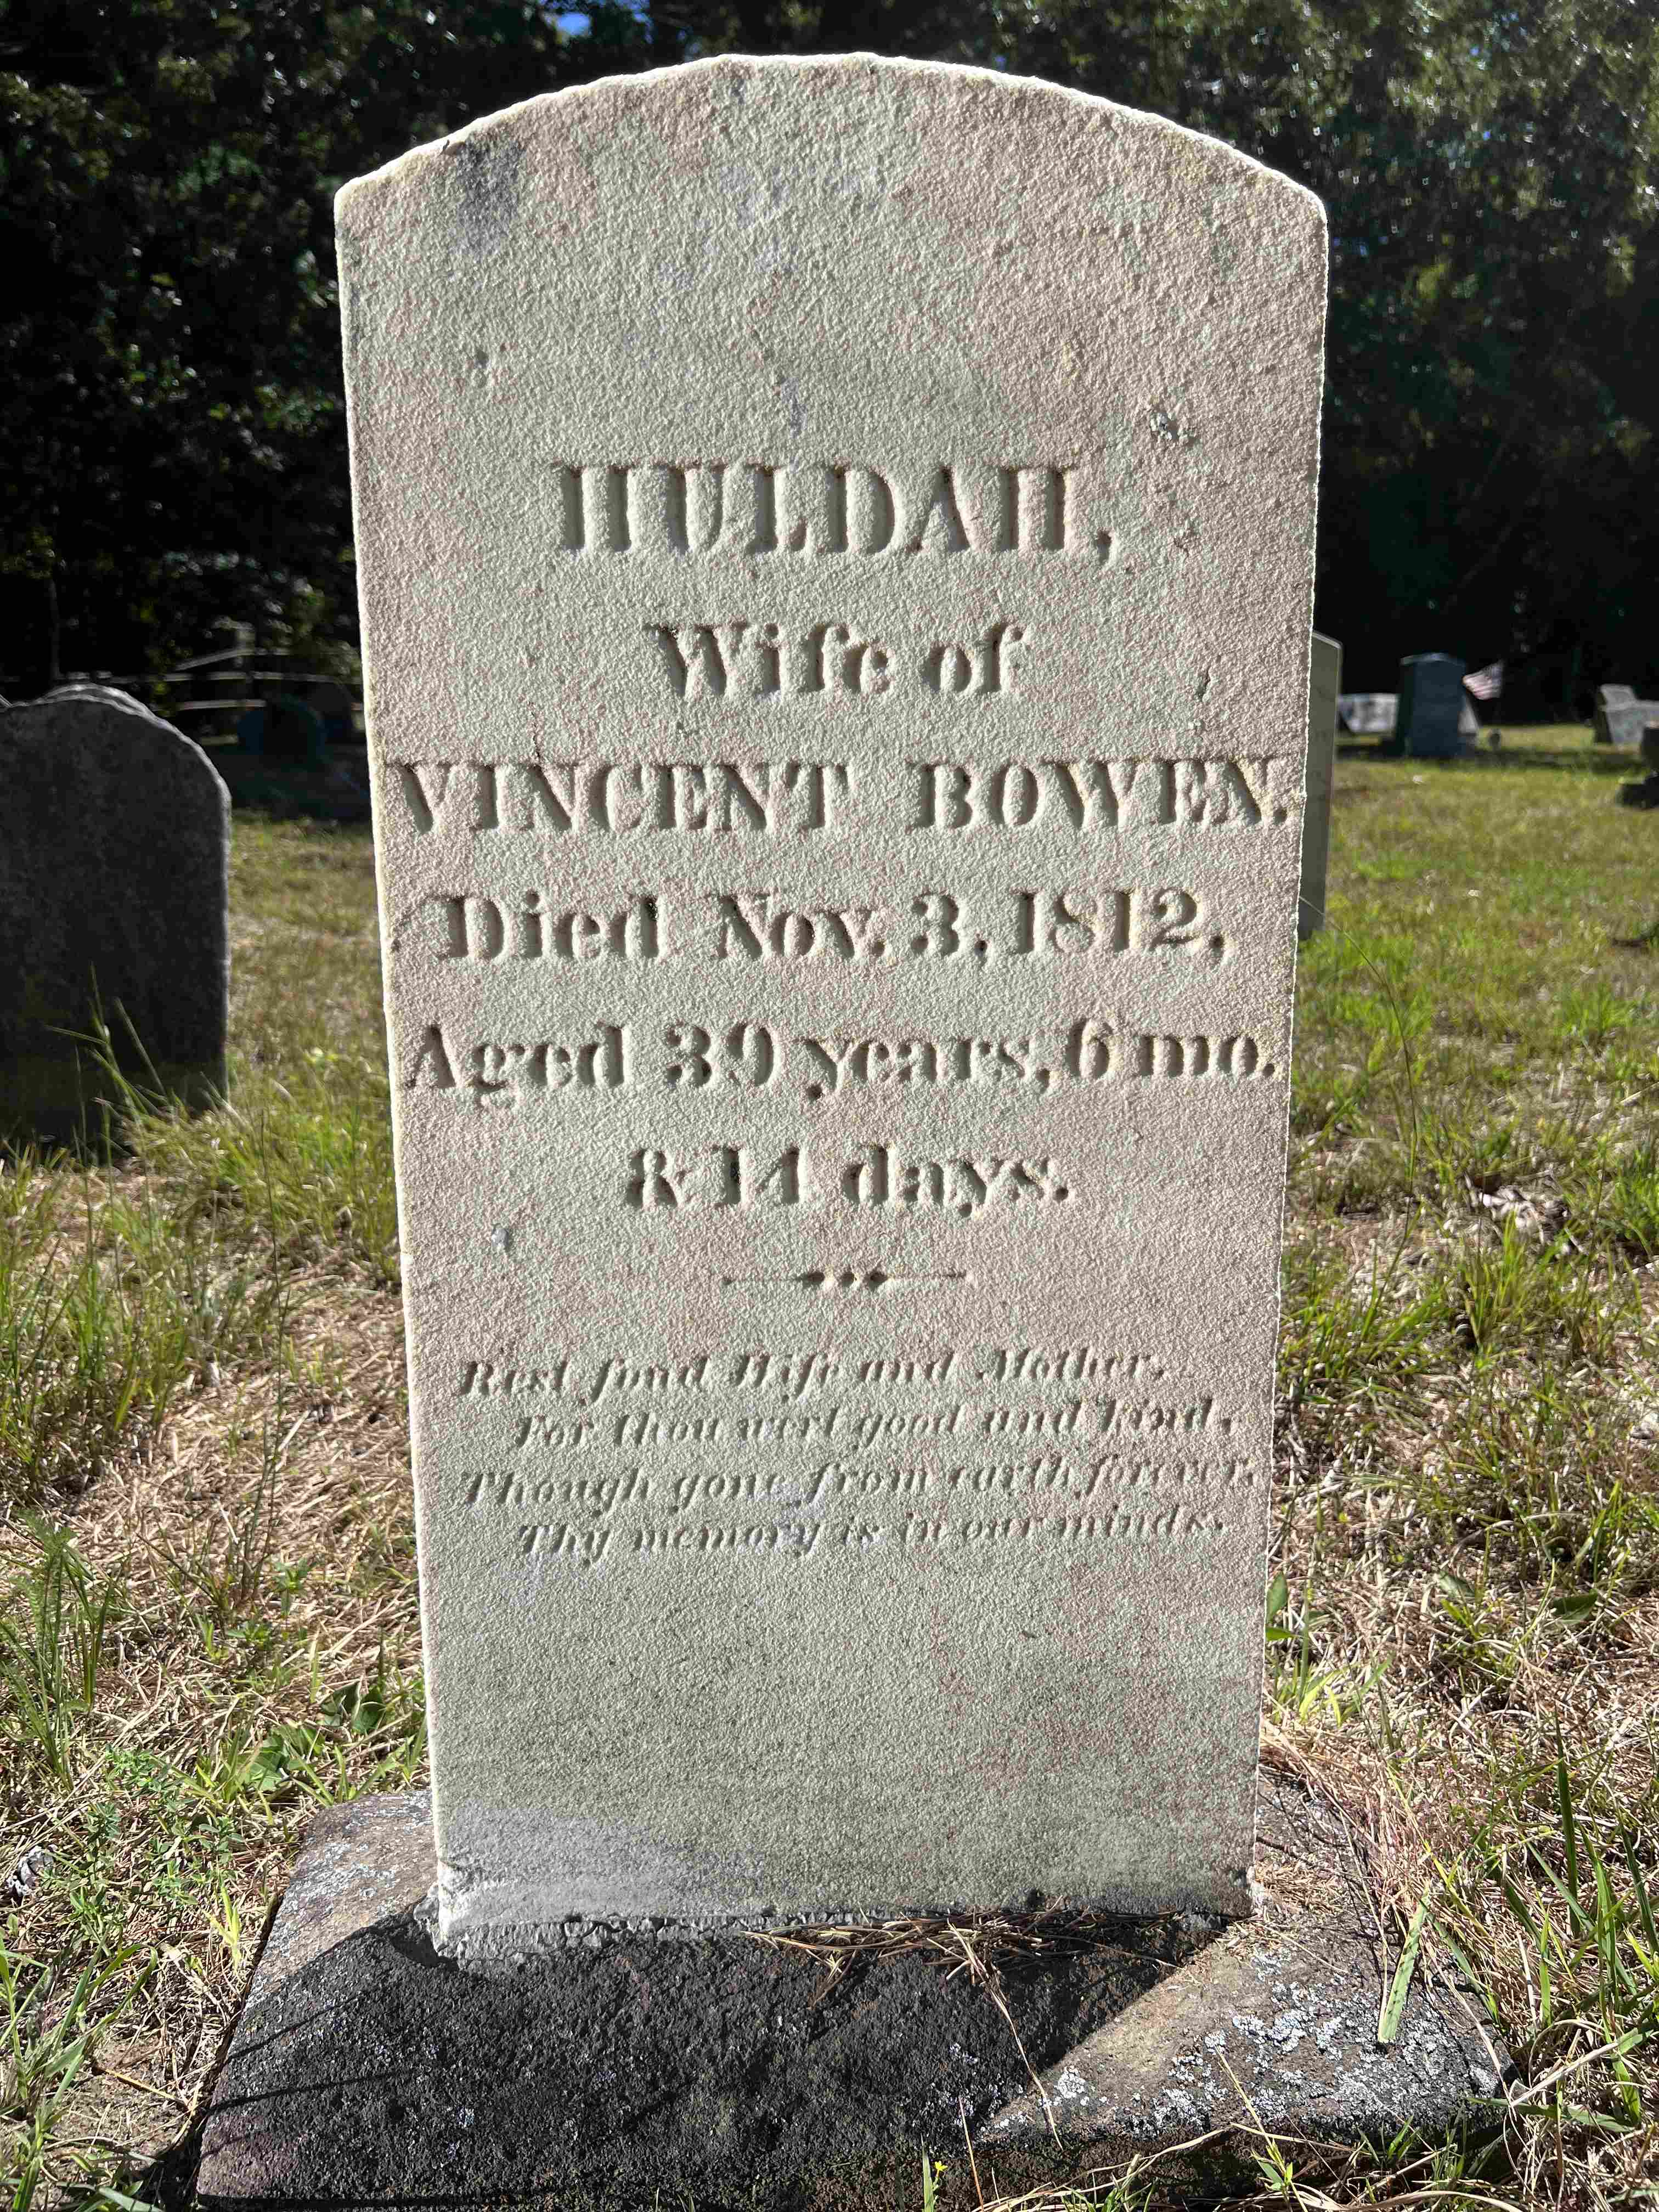 HULDAH,
Wife of
VINCENT BOWEN.
Died Nov. 3, 1812,
Aged 39 years, 6 mo.
& 14 days.
Rest fond Wife and Mother,
For thou wert good and kind,
Though gone from earth forever,
Thy memory is in our minds.